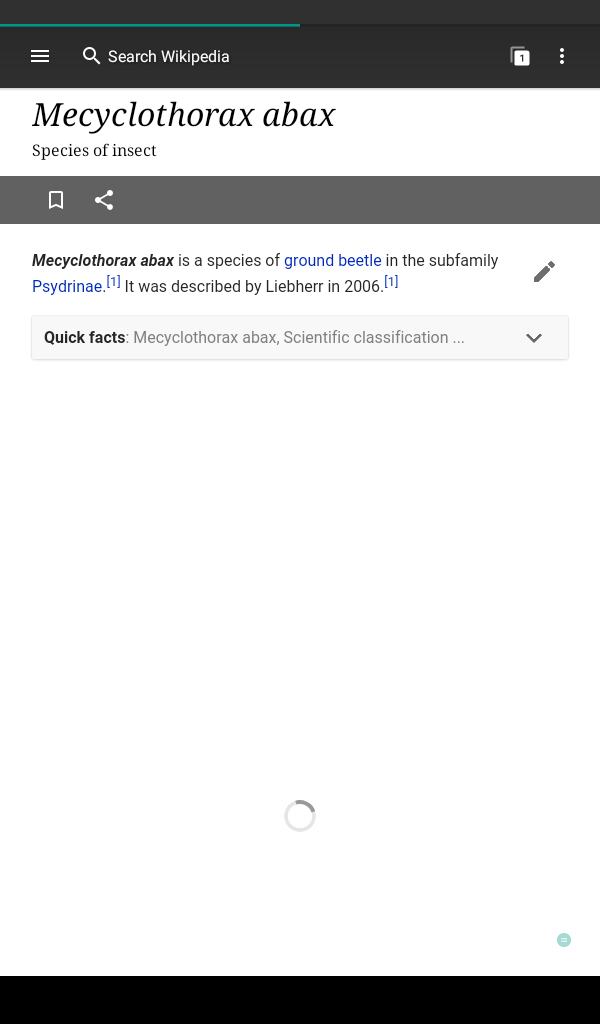 Search Wikipedia
1
Mecyclothorax abax
Species of insect
Mecyclothorax abax is a species of ground beetle in the subfamily
Psydrinae.[1] It was described by Liebherr in 2006.[1]
Quick facts: Mecyclothorax abax, Scientific classification ...